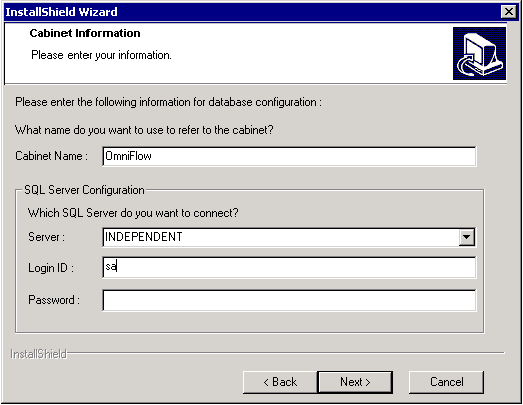 InstallShield Wizard
Cabinet Information
Please enter your information.
Please enter the following information for database configuration :
What name do you want to use to refer to the cabinet?
Cabinet Name : OmniFlow
SQL Server Configuration
Which SQL Server do you want to connect?
Server : INDEPENDENT
Login ID : sa
Password :
InstallShield
< Back Next > Cancel